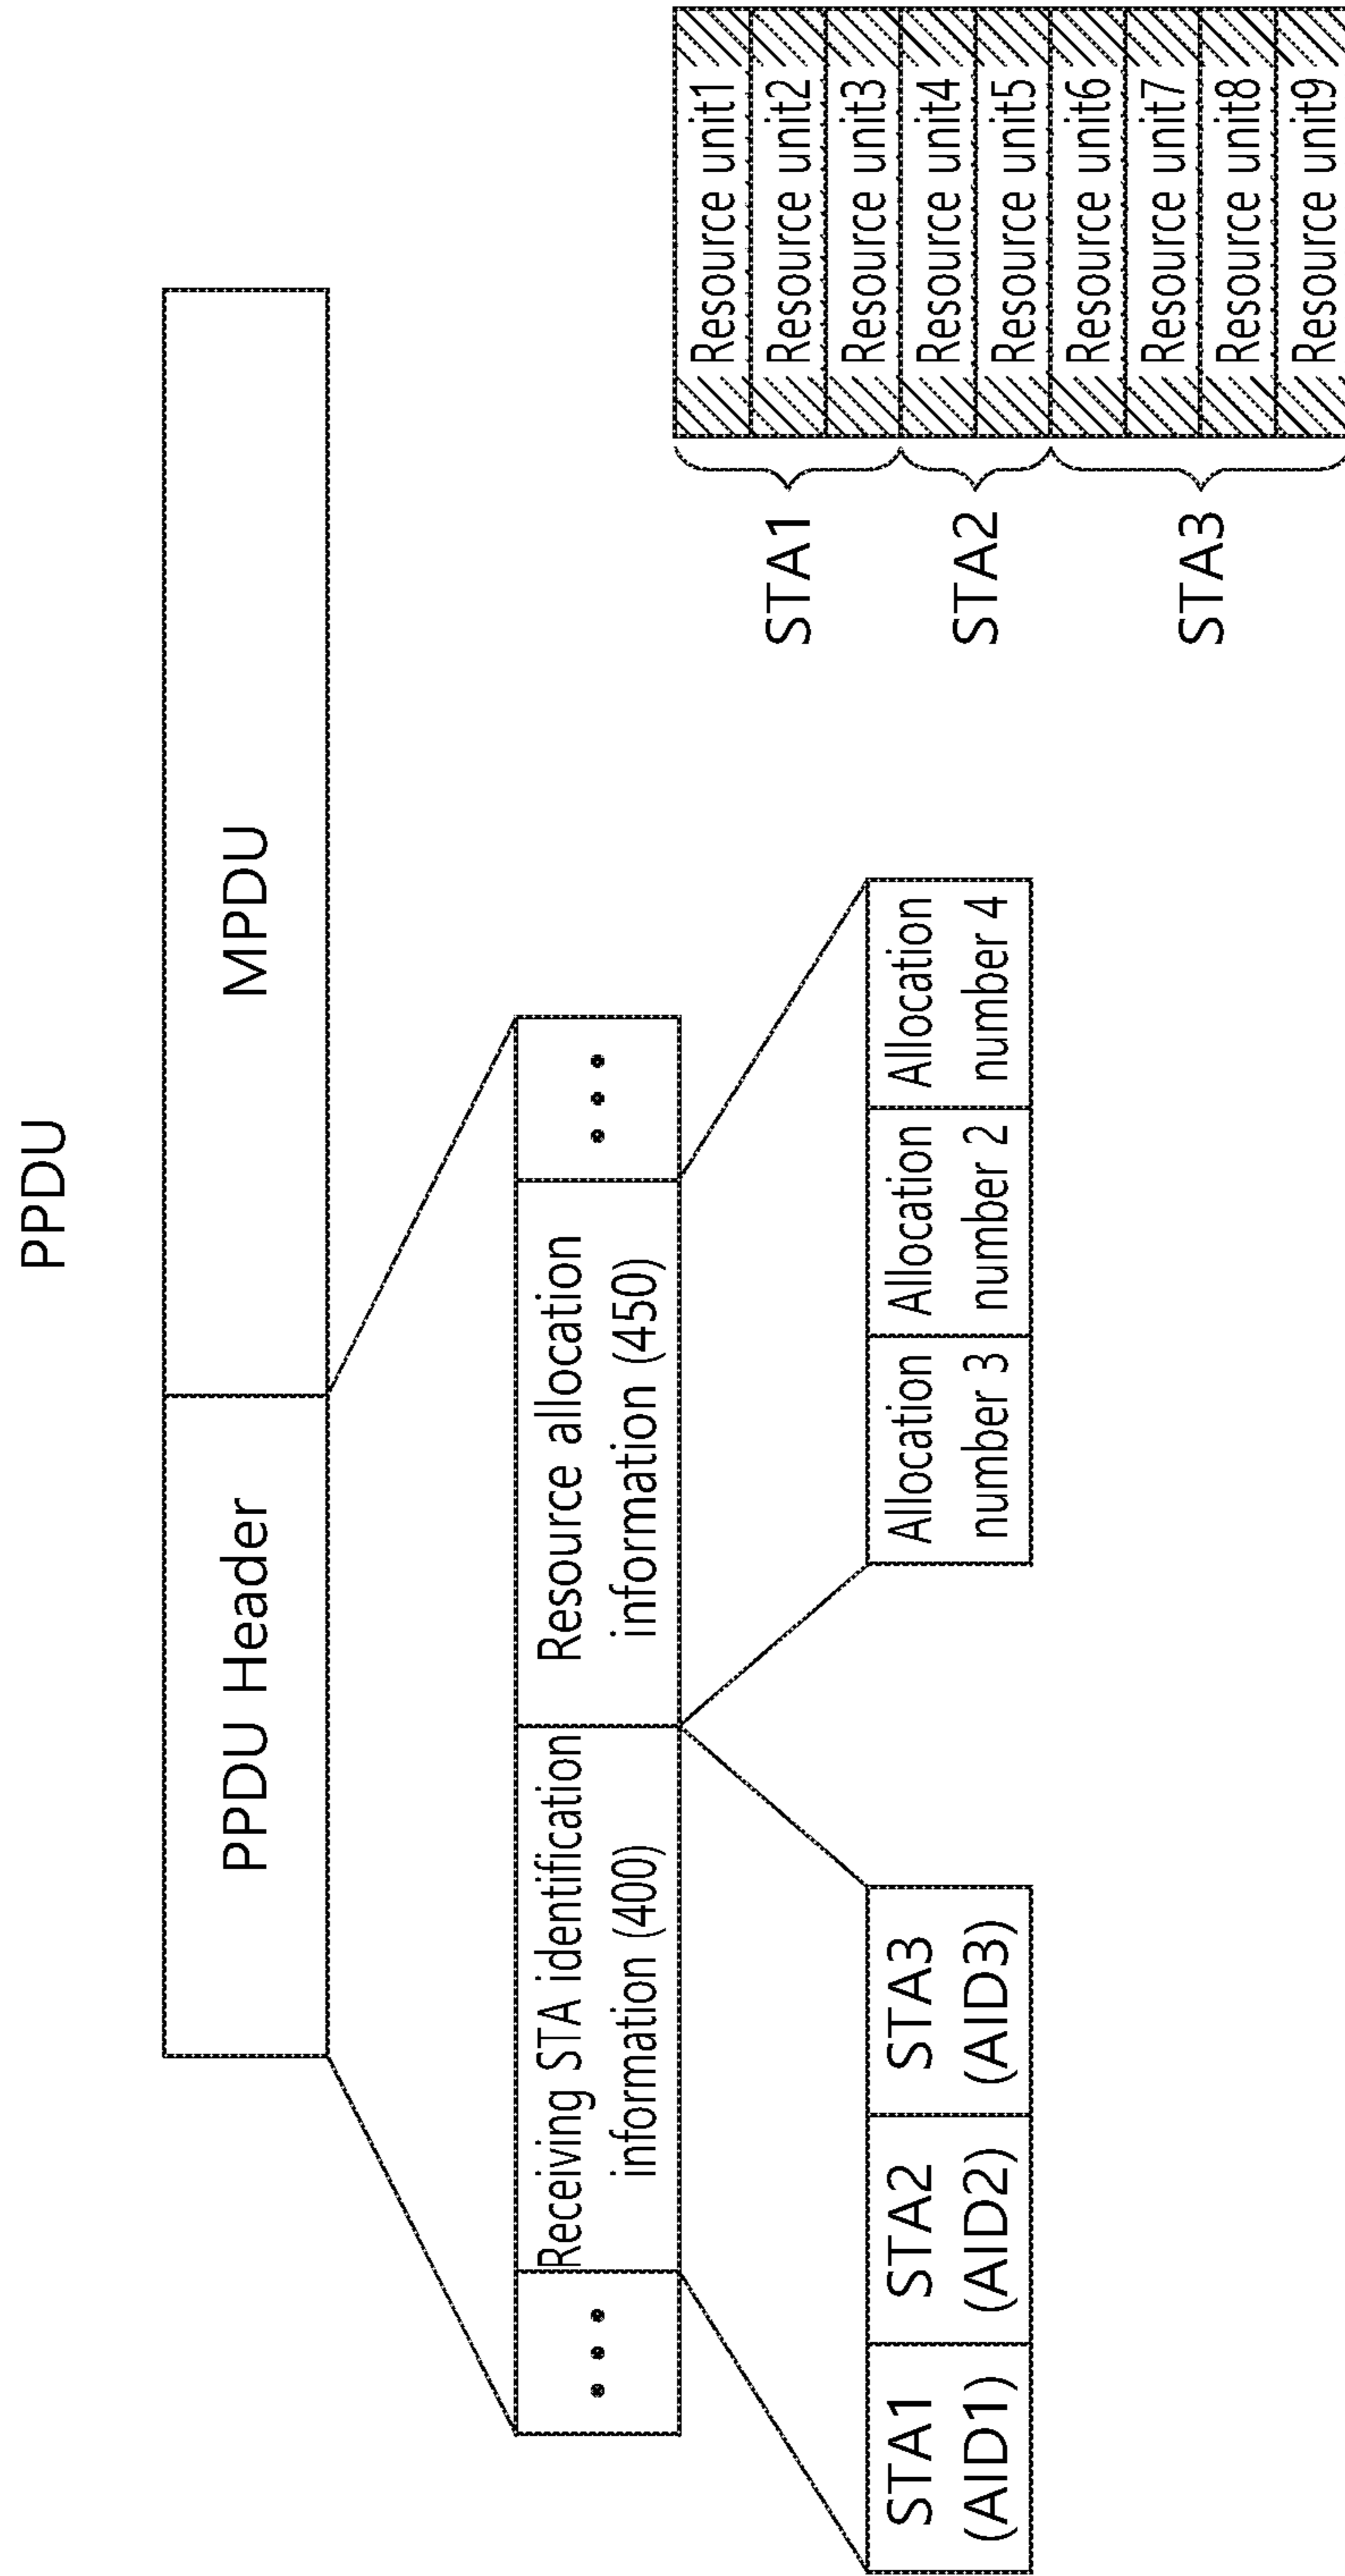 PPDU
PPDU Header
MPDU
Receiving STA identification
information (400)
Resource allocation
information (450)
STA1
(AID1)
STA2
(AID2)
STA3
(AID3)
Allocation
number 3
Allocation
number 2
Allocation
number 4
STA1
STA2
STA3
Resource unit1
Resource unit2
Resource unit3
Resource unit4
Resource unit5
Resource unit6
Resource unit7
Resource unit8
Resource unit9